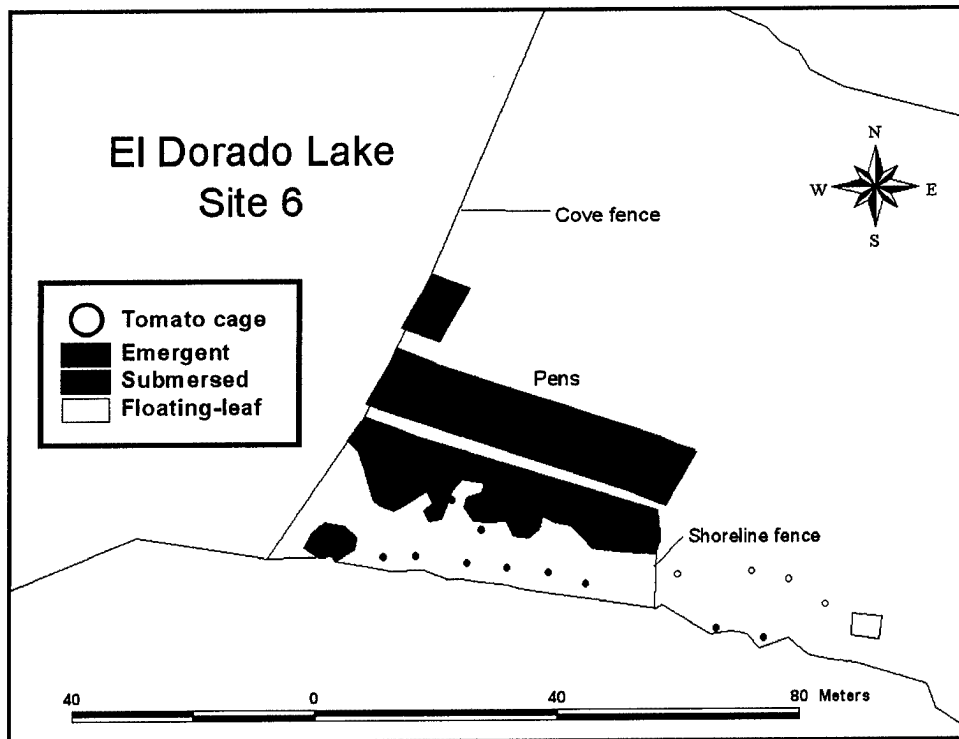 El Dorado Lake
Site 6
N
W E
S
Cove fence
Tomato cage
Emergent
Submersed
Floating-leaf
Pens
Shoreline fence
40 0 40 80 Meters